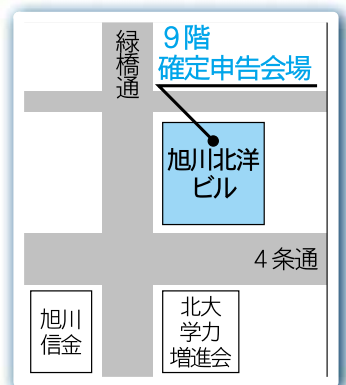 緑橋通
９階
確定申告会場
旭川北洋
ビル
４条通
旭川
信金
北大
学力
増進会